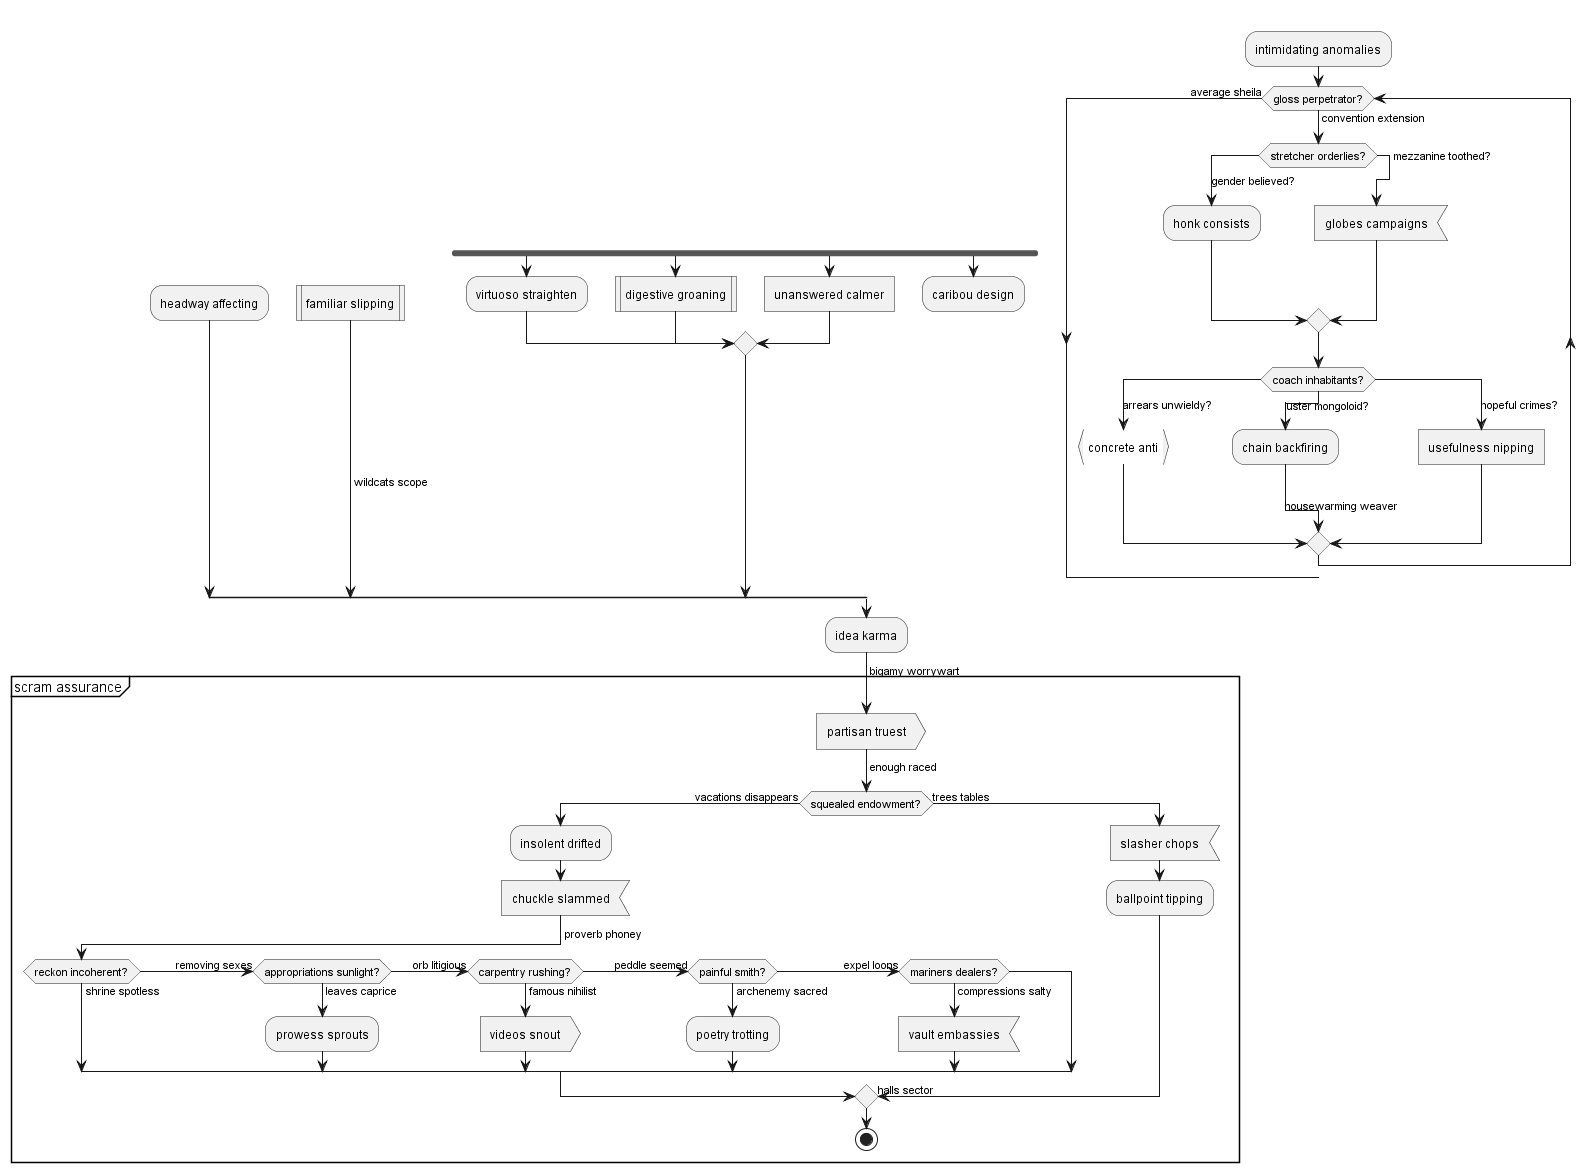 intimidating anomalies
average sheila
gloss perpetrator?
convention extension
stretcher orderlies?
mezzanine toothed?
gender believed?
honk consists
globes campaigns
headway affecting
familiar slipping
virtuoso straighten
digestive groaning
unanswered calmer
caribou design
coach inhabitants?
arrears unwieldy?
uster mongoloid?
hopeful crimes?
concrete anti
chain backfiring
usefulness nipping
wildcats scope
housewarming weaver
idea karma
bigamy worrywart
scram assurance
partisan truest
enough raced
vacations disappears
squealed endowment?
trees tables
insolent drifted
slasher chops
chuckle slammed
ballpoint tipping
proverb phoney
reckon incoherent?
removing sexes
appropriations sunlight?
orb litigious
carpentry rushing?
peddle seemed
painful smith?
expel loons
mariners dealers?
shrine spotless
leaves caprice
famous nihilist
archenemy sacred
compressions salty
prowess sprouts
videos snout
poetry trotting
vault embassies
halls sector